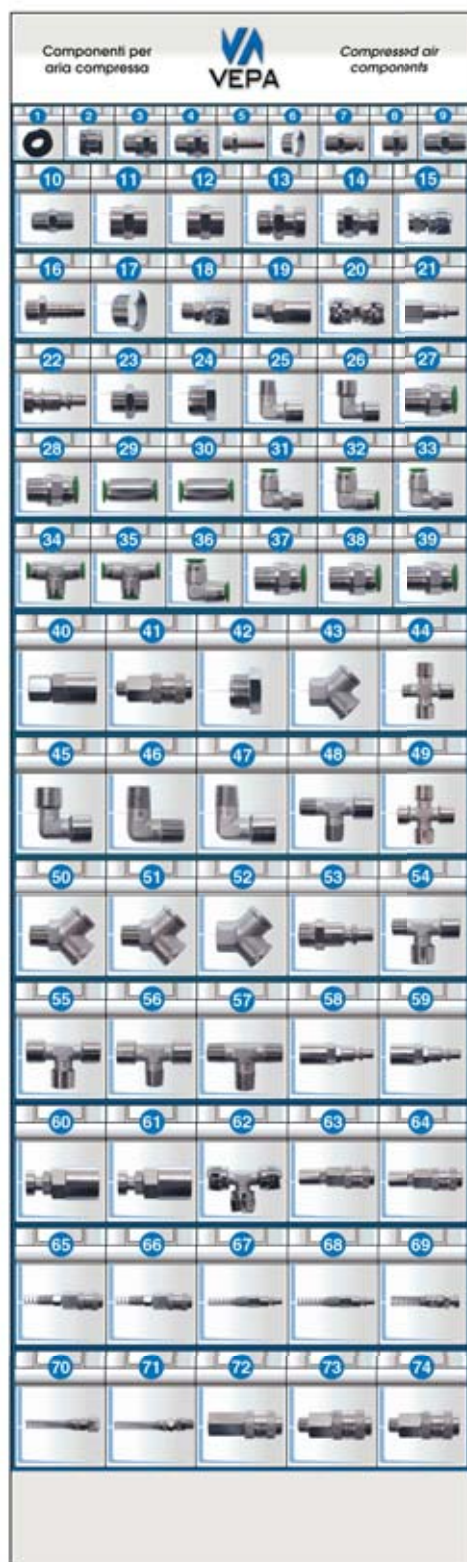 Componenti per
aria compressa
VEPA
Compressed air
components
1 2 3 4 5 6 7 8 9
10 11 12 13 14 15
16 17 18 19 20 21
22 23 24 25 26 27
28 29 30 31 32 33
34 35 36 37 38 39
40 41 42 43 44
45 46 47 48 49
50 51 52 53 54
55 56 57 58 59
60 61 62 63 64
65 66 67 68 69
70 71 72 73 74